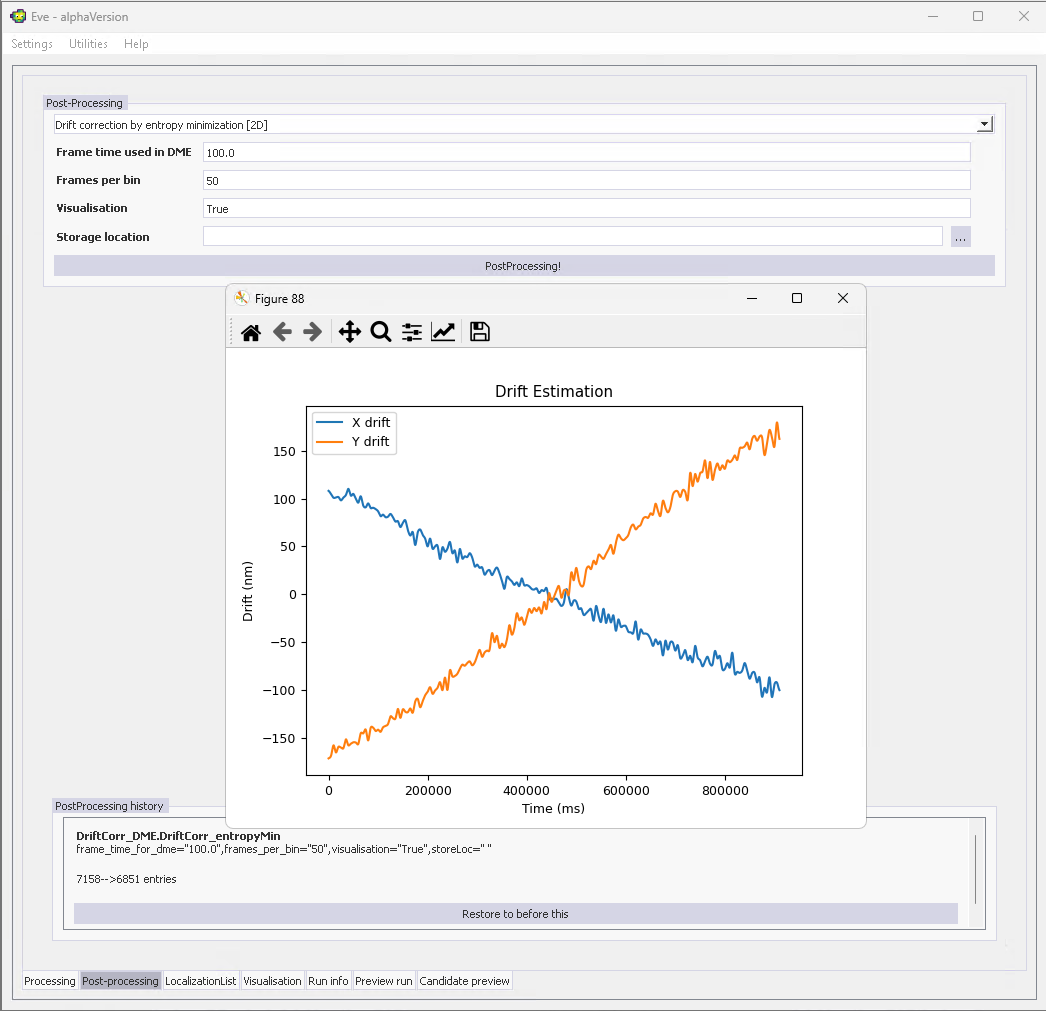 Eve - alphaVersion
Settings Utilities Help
Post-Processing
Drift correction by entropy minimization [2D]
Frame time used in DME 100.0
Frames per bin 50
Visualisation True
Storage location ...
PostProcessing!
Figure 88
Drift Estimation
X drift
Y drift
150
100
50
0
−50
−100
−150
Drift (nm)
0 200000 400000 600000 800000
Time (ms)
PostProcessing history
DriftCorr_DME.DriftCorr_entropyMin
frame_time_for_dme="100.0",frames_per_bin="50",visualisation="True",storeLoc=" "
7158-->6851 entries
Restore to before this
Processing Post-processing LocalizationList Visualisation Run info Preview run Candidate preview